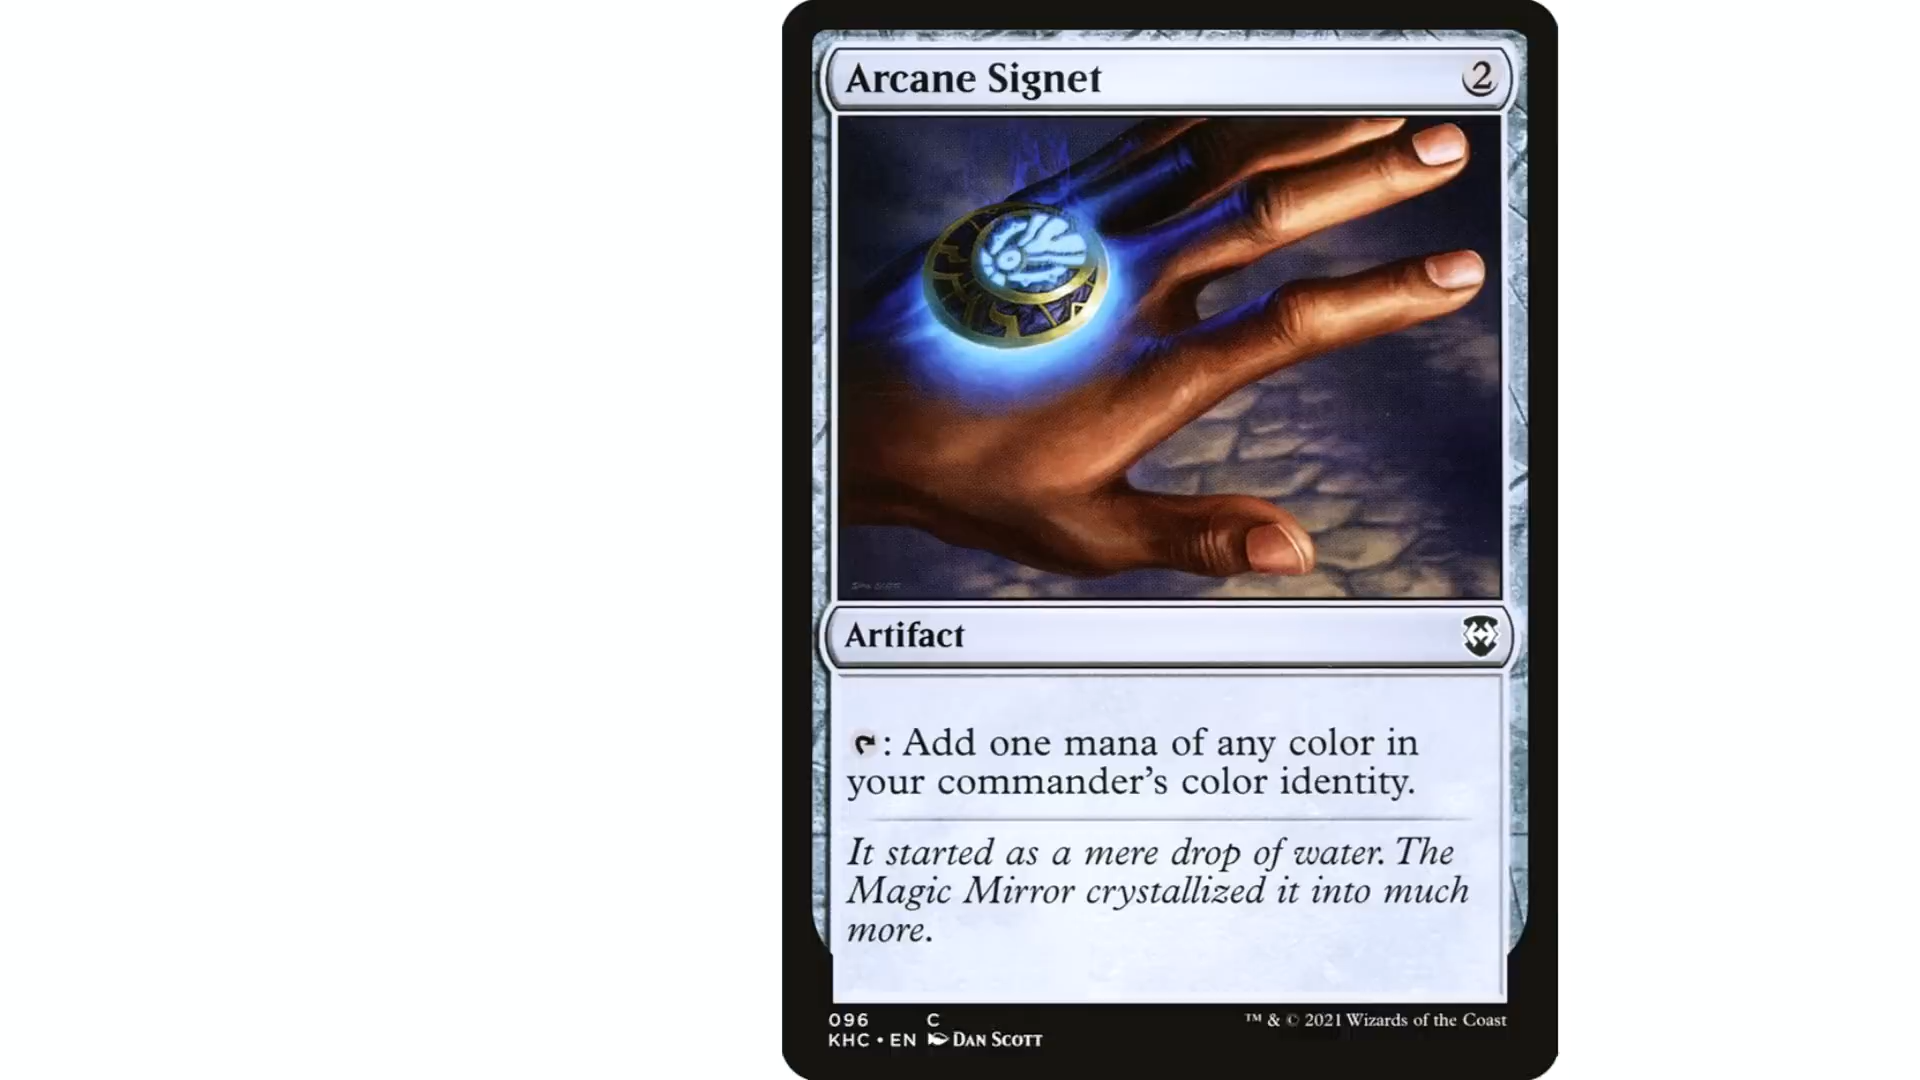 Arcane Signet 2
Artifact
: Add one mana of any color in
your commander's color identity.
It started as a mere drop of water. The
Magic Mirror crystallized it into much
more.
096 C
KHC • EN DAN SCOTT
™ & © 2021 Wizards of the Coast